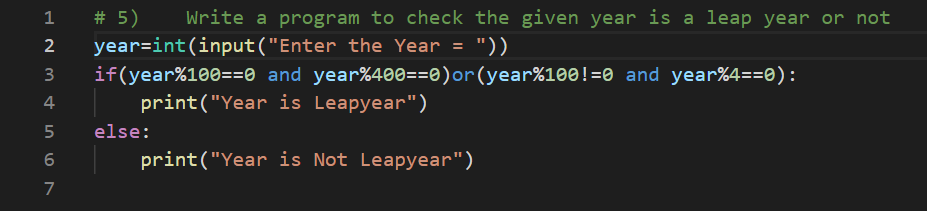 1 # 5)    Write a program to check the given year is a leap year or not
2 year=int(input("Enter the Year = "))
3 if(year%100==0 and year%400==0)or(year%100!=0 and year%4==0):
4     print("Year is Leapyear")
5 else:
6     print("Year is Not Leapyear")
7